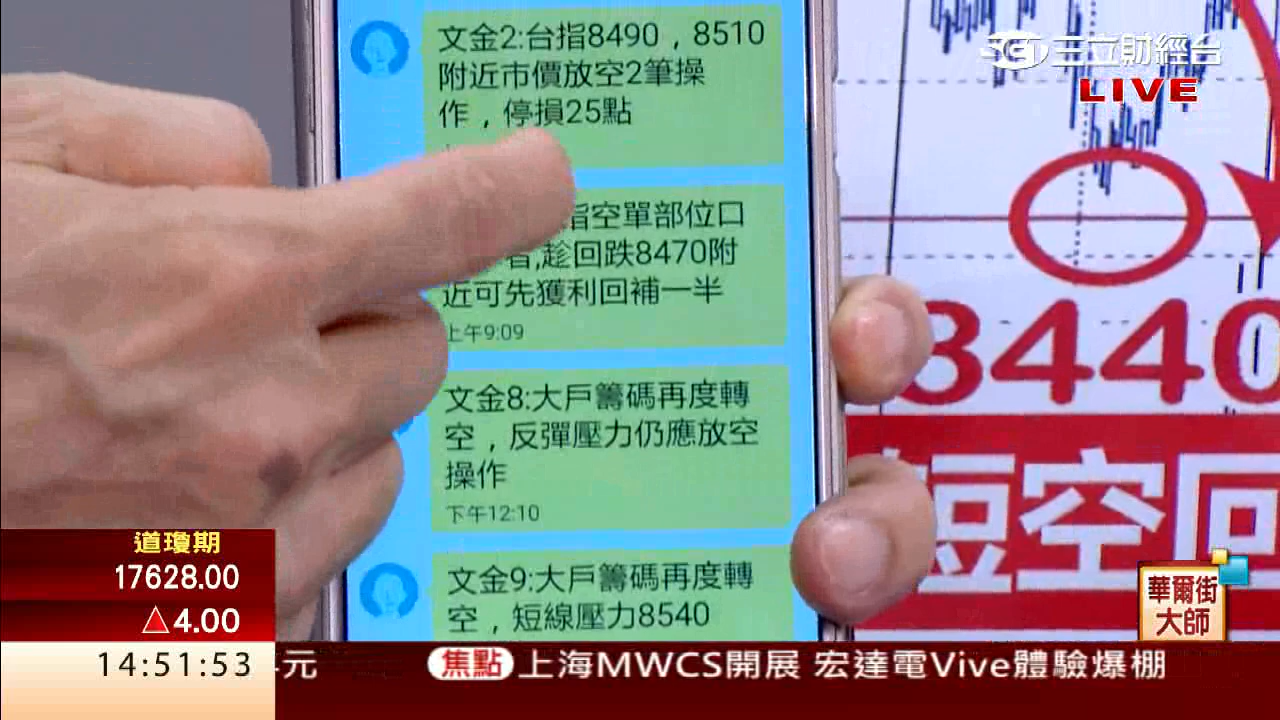 文金2:台指8490，8510
附近市價放空2筆操
作，停損25點
指空單部位口
者,趁回跌8470附
近可先獲利回補一半
上午9:09
文金8:大戶籌碼再度轉
空，反彈壓力仍應放空
操作
下午12:10
文金9:大戶籌碼再度轉
空，短線壓力8540
三立財經台
LIVE
8440
短空回
華爾街
大師
道瓊期
17628.00
△4.00
14:51:53
元
焦點 上海MWCS開展 宏達電Vive體驗爆棚